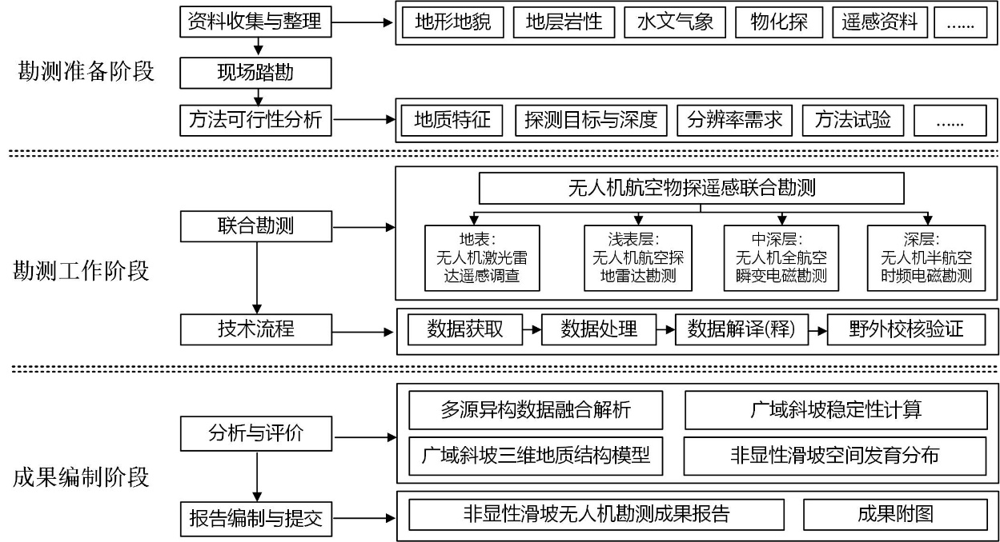 资料收集与整理
地形地貌
地层岩性
水文气象
物化探
遥感资料
......
勘测准备阶段
现场踏勘
方法可行性分析
地质特征
探测目标与深度
分辨率需求
方法试验
......
勘测工作阶段
联合勘测
无人机航空物探遥感联合勘测
地表：
无人机激光雷
达遥感调查
浅表层：
无人机航空探
地雷达勘测
中深层：
无人机全航空
瞬变电磁勘测
深层：
无人机半航空
时频电磁勘测
技术流程
数据获取
数据处理
数据解译(释)
野外校核验证
成果编制阶段
分析与评价
多源异构数据融合解析
广域斜坡稳定性计算
广域斜坡三维地质结构模型
非显性滑坡空间发育分布
报告编制与提交
非显性滑坡无人机勘测成果报告
成果附图